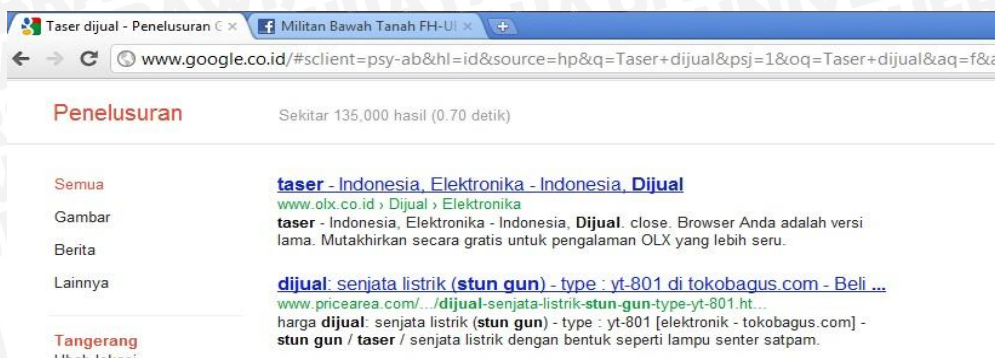 Taser dijual - Penelusuran G
Militan Bawah Tanah FH-UI
www.google.co.id/#sclient=psy-ab&hl=id&source=hp&q=Taser+dijual&psj=1&oq=Taser+dijual&aq=f&a
Penelusuran
Sekitar 135,000 hasil (0.70 detik)
Semua
Gambar
Berita
Lainnya
Tangerang
Ubah lokasi
taser - Indonesia, Elektronika - Indonesia, Dijual
www.olx.co.id › Dijual › Elektronika
taser - Indonesia, Elektronika - Indonesia, Dijual. close. Browser Anda adalah versi
lama. Mutakhirkan secara gratis untuk pengalaman OLX yang lebih seru.
dijual: senjata listrik (stun gun) - type : yt-801 di tokobagus.com - Beli ...
www.pricearea.com/.../dijual-senjata-listrik-stun-gun-type-yt-801.ht...
harga dijual: senjata listrik (stun gun) - type : yt-801 [elektronik - tokobagus.com] -
stun gun / taser / senjata listrik dengan bentuk seperti lampu senter satpam.